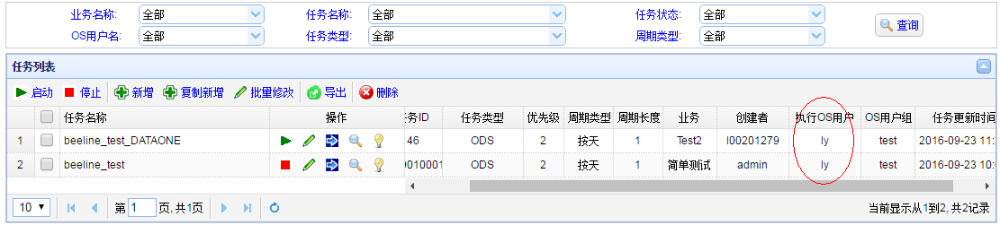 业务名称: 全部 任务名称: 全部 任务状态: 全部
查询
OS用户名: 全部 任务类型: 全部 周期类型: 全部
任务列表
启动 停止 新增 复制新增 批量修改 导出 删除
任务名称 操作 务ID 任务类型 优先级 周期类型 周期长度 业务 创建者 执行OS用户 OS用户组 任务更新时间
1 beeline_test_DATAONE 46 ODS 2 按天 1 Test2 l00201279 ly test 2016-09-23 11:
2 beeline_test 0010001 ODS 2 按天 1 简单测试 admin ly test 2016-09-23 10:
10 第 1 页, 共1页 当前显示从1到2, 共2记录